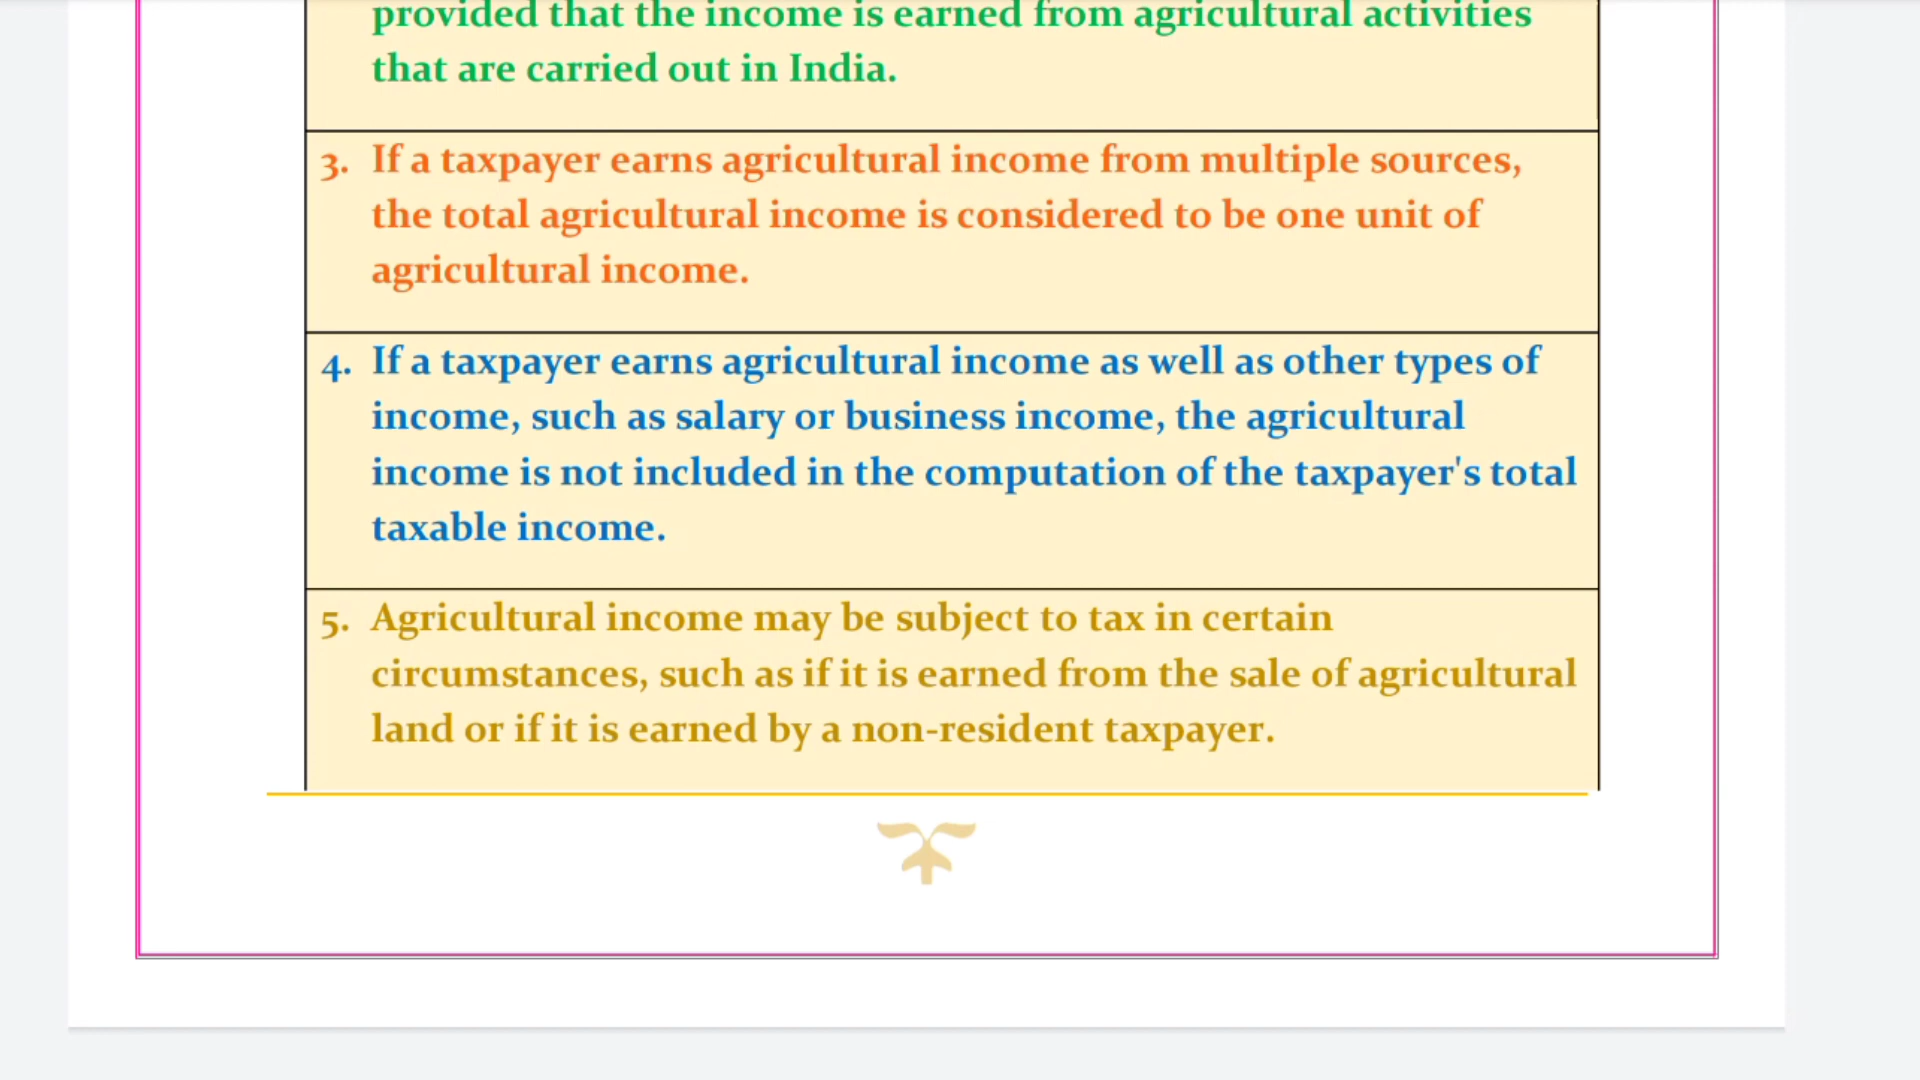 provided that the income is earned from agricultural activities
that are carried out in India.
3. If a taxpayer earns agricultural income from multiple sources,
the total agricultural income is considered to be one unit of
agricultural income.
4. If a taxpayer earns agricultural income as well as other types of
income, such as salary or business income, the agricultural
income is not included in the computation of the taxpayer's total
taxable income.
5. Agricultural income may be subject to tax in certain
circumstances, such as if it is earned from the sale of agricultural
land or if it is earned by a non-resident taxpayer.